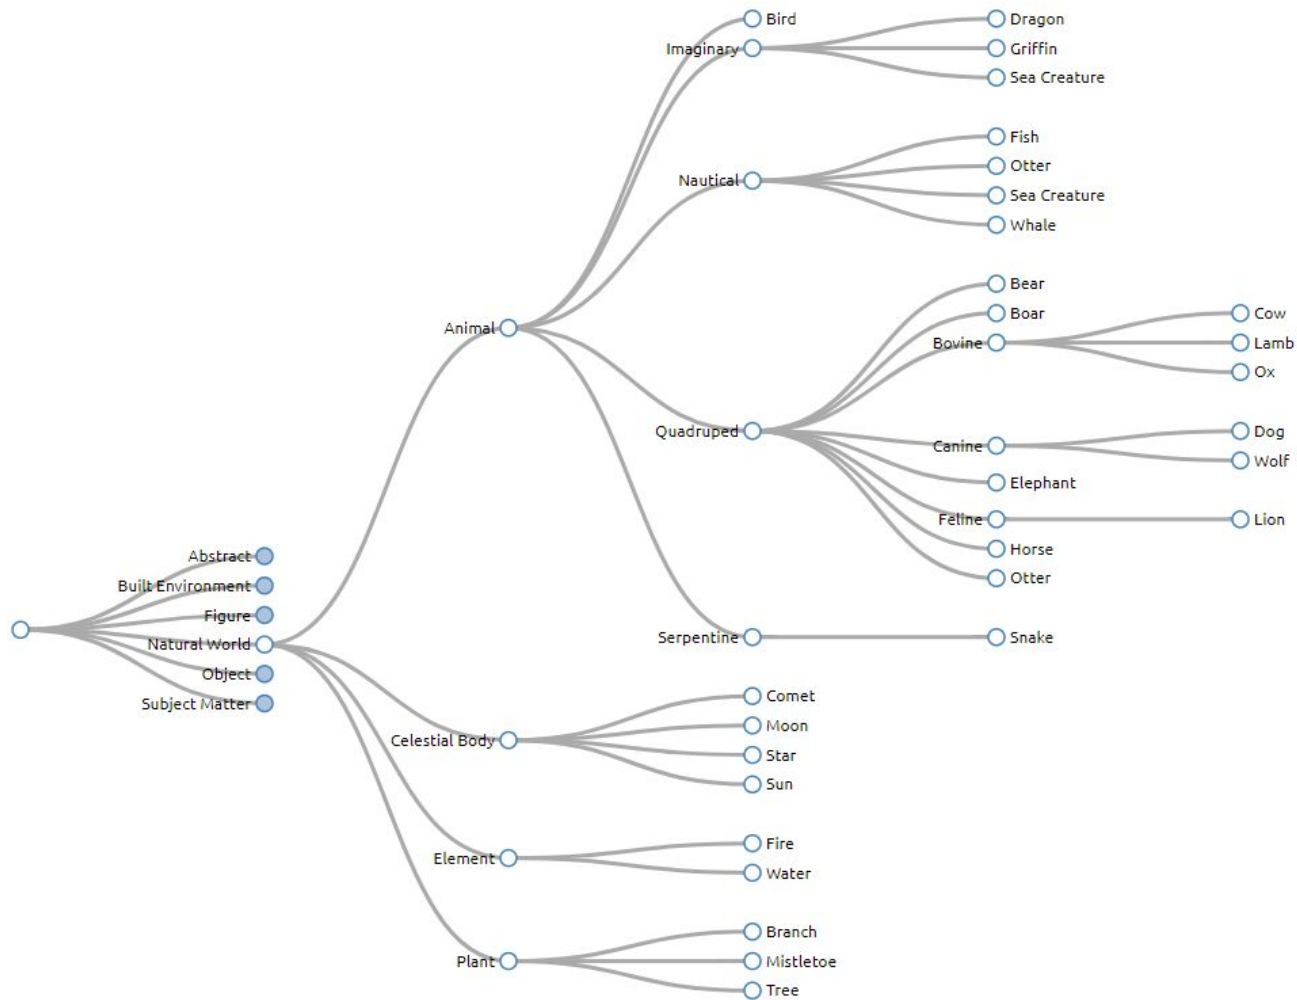 Bird
Imaginary
Dragon
Griffin
Sea Creature
Nautical
Fish
Otter
Sea Creature
Whale
Animal
Quadruped
Bear
Boar
Bovine
Cow
Lamb
Ox
Canine
Dog
Wolf
Elephant
Feline
Lion
Horse
Otter
Serpentine
Snake
Abstract
Built Environment
Figure
Natural World
Object
Subject Matter
Celestial Body
Comet
Moon
Star
Sun
Element
Fire
Water
Plant
Branch
Mistletoe
Tree